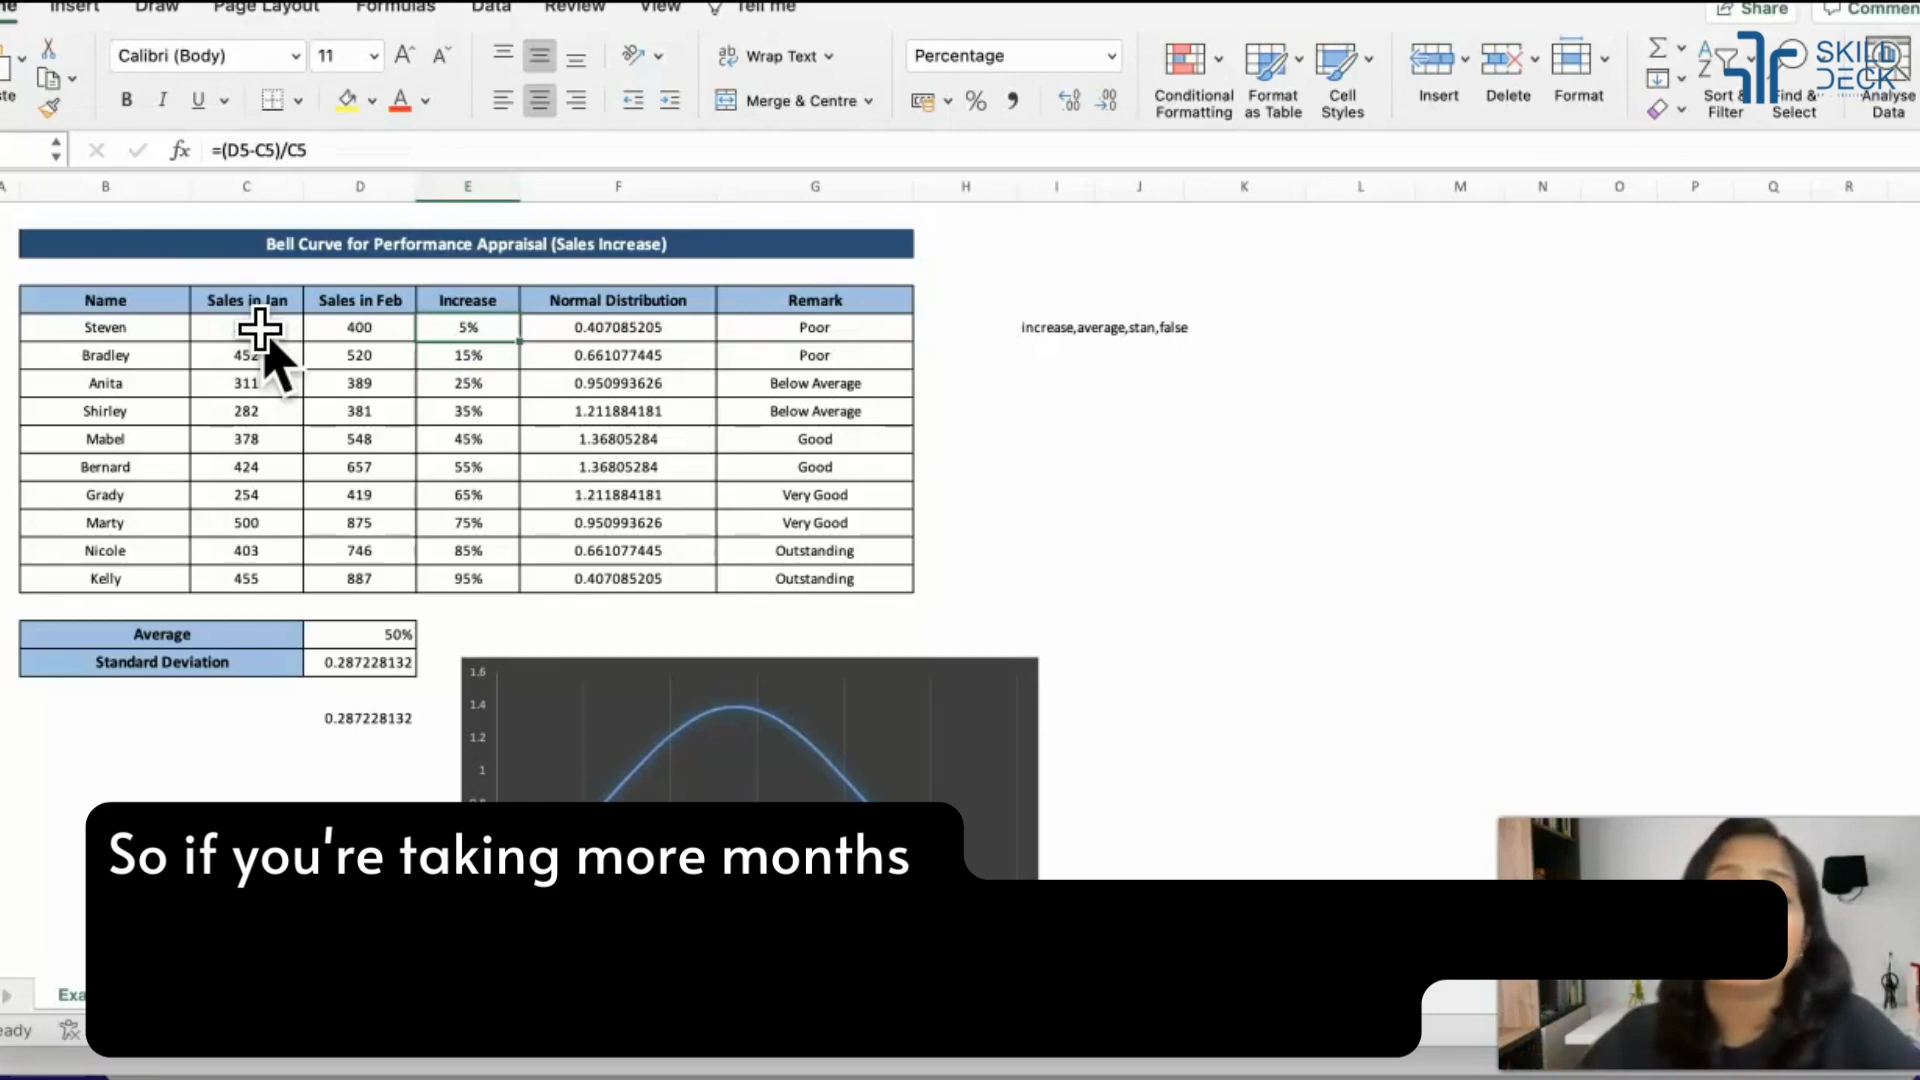 Insert Draw Page Layout Formulas Data Review View Tell me Share Commen
Calibri (Body) 11 Wrap Text Percentage
Merge & Centre
Conditional Formatting Format as Table Cell Styles Insert Delete Format Sort & Filter Find & Select Analyse Data
SKILL
DECK
fx =(D5-C5)/C5
A B C D E F G H I J K L M N O P Q R
Bell Curve for Performance Appraisal (Sales Increase)
Name Sales in Jan Sales in Feb Increase Normal Distribution Remark
Steven 400 5% 0.407085205 Poor increase,average,stan,false
Bradley 452 520 15% 0.661077445 Poor
Anita 311 389 25% 0.950993626 Below Average
Shirley 282 381 35% 1.211884181 Below Average
Mabel 378 548 45% 1.36805284 Good
Bernard 424 657 55% 1.36805284 Good
Grady 254 419 65% 1.211884181 Very Good
Marty 500 875 75% 0.950993626 Very Good
Nicole 403 746 85% 0.661077445 Outstanding
Kelly 455 887 95% 0.407085205 Outstanding
Average 50%
Standard Deviation 0.287228132
0.287228132
1.6
1.4
1.2
1
So if you're taking more months
Exa
eady